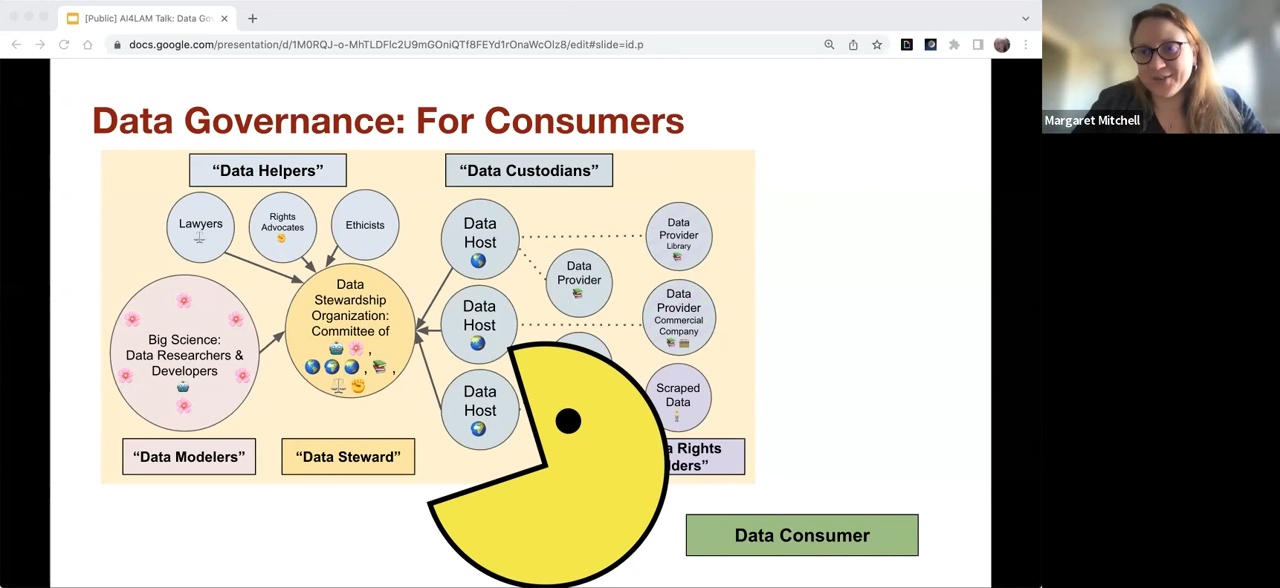 [Public] AI4LAM Talk: Data Go
docs.google.com/presentation/d/1M0RQJ-o-MhTLDFlc2U9mGOniQTf8FEYd1rOnaWcOlz8/edit#slide=id.p
Margaret Mitchell
Data Governance: For Consumers
“Data Helpers”
“Data Custodians”
Lawyers
Rights
Advocates
Ethicists
Data
Host
Data
Provider
Library
Data
Provider
Data
Stewardship
Organization:
Committee of
, 
, ,
Data
Host
Data
Provider
Commercial
Company
Big Science:
Data Researchers &
Developers
Data
Host
Scraped
Data
“Data Modelers”
“Data Steward”
a Rights
ders”
Data Consumer